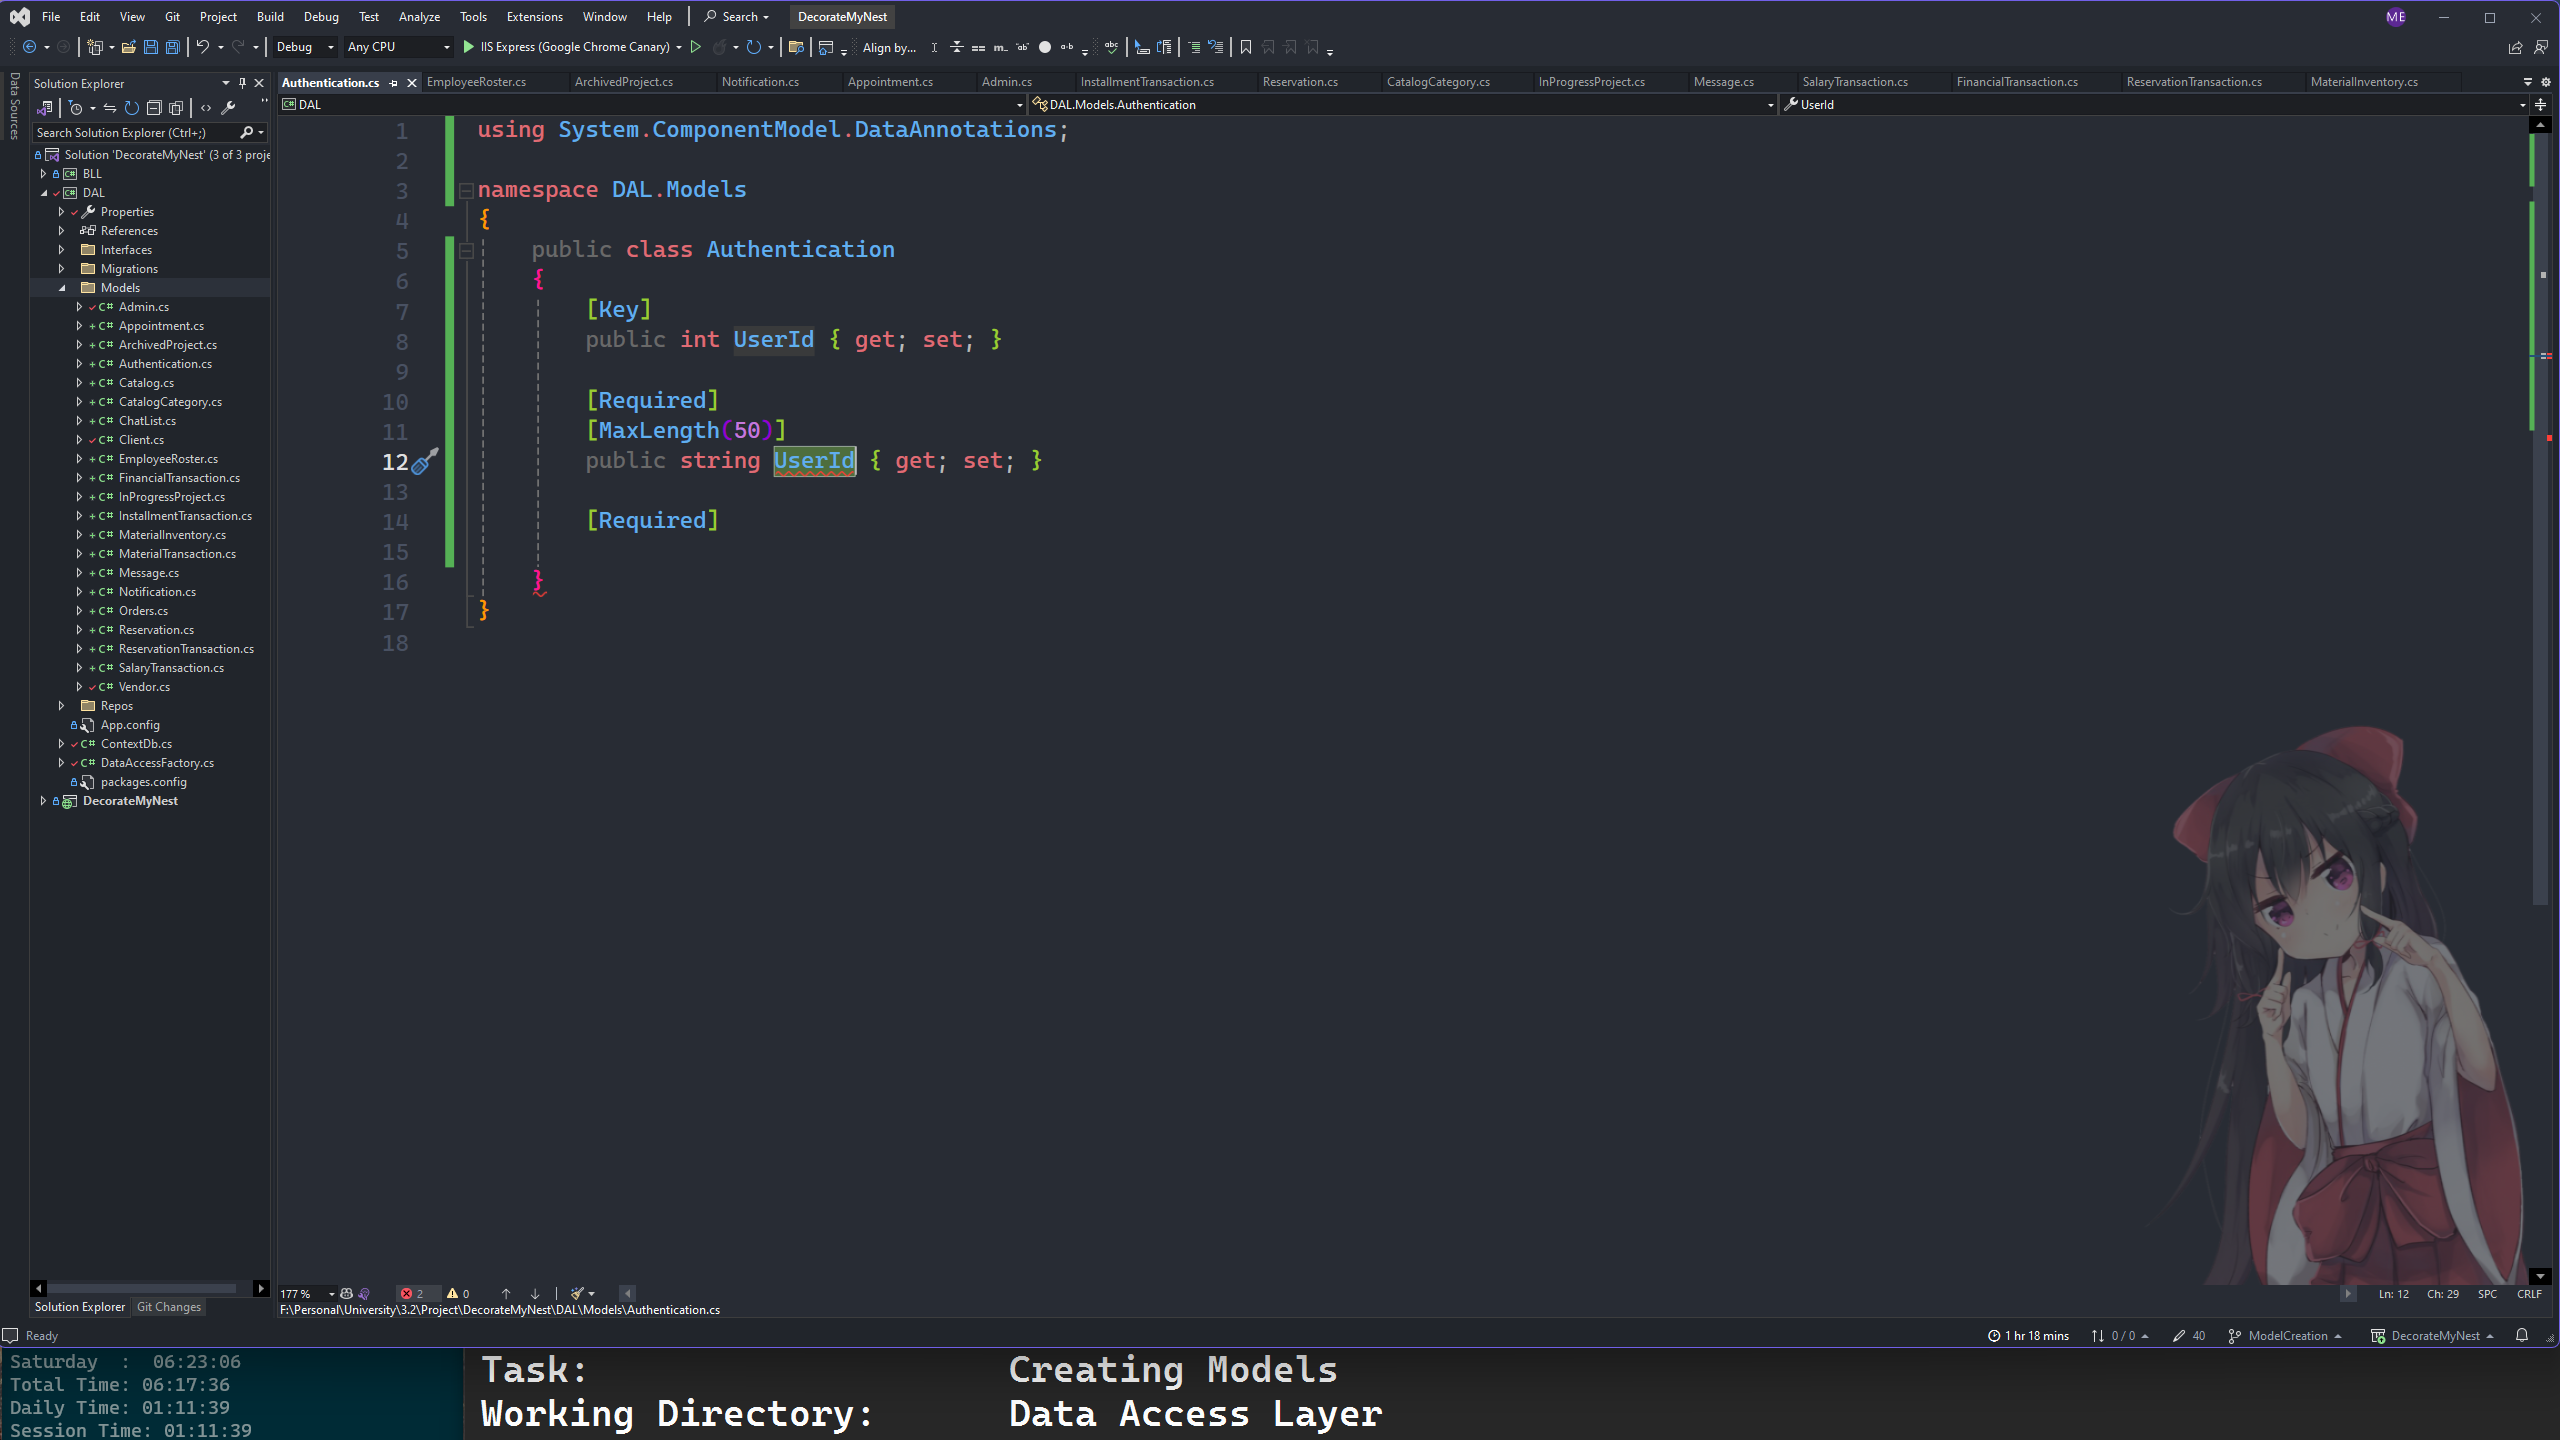 File Edit View Git Project Build Debug Test Analyze Tools Extensions Window Help Search DecorateMyNest ME
Debug Any CPU IIS Express (Google Chrome Canary) Align by...
Data Sources
Solution Explorer
Search Solution Explorer (Ctrl+;)
Solution 'DecorateMyNest' (3 of 3 proje
BLL
DAL
Properties
References
Interfaces
Migrations
Models
C# Admin.cs
C# Appointment.cs
C# ArchivedProject.cs
C# Authentication.cs
C# Catalog.cs
C# CatalogCategory.cs
C# ChatList.cs
C# Client.cs
C# EmployeeRoster.cs
C# FinancialTransaction.cs
C# InProgressProject.cs
C# InstallmentTransaction.cs
C# MaterialInventory.cs
C# MaterialTransaction.cs
C# Message.cs
C# Notification.cs
C# Orders.cs
C# Reservation.cs
C# ReservationTransaction.cs
C# SalaryTransaction.cs
C# Vendor.cs
Repos
App.config
C# ContextDb.cs
C# DataAccessFactory.cs
packages.config
DecorateMyNest
Solution Explorer Git Changes
Authentication.cs EmployeeRoster.cs ArchivedProject.cs Notification.cs Appointment.cs Admin.cs InstallmentTransaction.cs Reservation.cs CatalogCategory.cs InProgressProject.cs Message.cs SalaryTransaction.cs FinancialTransaction.cs ReservationTransaction.cs MaterialInventory.cs
DAL DAL.Models.Authentication UserId
1 using System.ComponentModel.DataAnnotations;
2
3 namespace DAL.Models
4 {
5 public class Authentication
6 {
7 [Key]
8 public int UserId { get; set; }
9
10 [Required]
11 [MaxLength(50)]
12 public string UserId { get; set; }
13
14 [Required]
15
16 }
17 }
18
177 % 2 0 Ln: 12 Ch: 29 SPC CRLF
F:\Personal\University\3.2\Project\DecorateMyNest\DAL\Models\Authentication.cs
Ready 1 hr 18 mins 0 / 0 40 ModelCreation DecorateMyNest
Saturday : 06:23:06
Total Time: 06:17:36
Daily Time: 01:11:39
Session Time: 01:11:39
Task: Creating Models
Working Directory: Data Access Layer